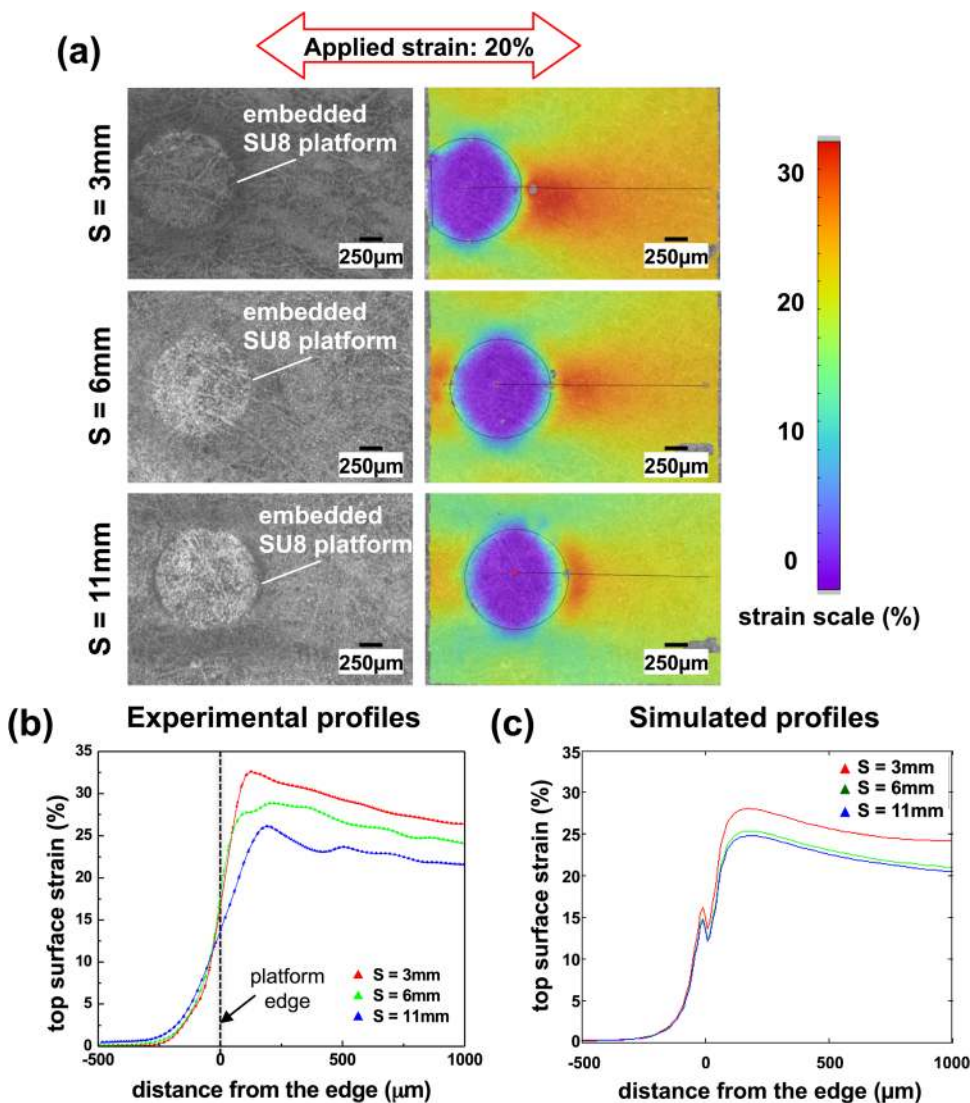 (a)
Applied strain: 20%
S = 3mm
embedded
SU8 platform
250µm
250µm
S = 6mm
embedded
SU8 platform
250µm
250µm
S = 11mm
embedded
SU8 platform
250µm
250µm
30
20
10
0
strain scale (%)
(b)
Experimental profiles
top surface strain (%)
35
30
25
20
15
10
5
0
-500
0
500
1000
distance from the edge (µm)
platform
edge
S = 3mm
S = 6mm
S = 11mm
(c)
Simulated profiles
top surface strain (%)
35
30
25
20
15
10
5
0
-500
0
500
1000
distance from the edge (µm)
S = 3mm
S = 6mm
S = 11mm